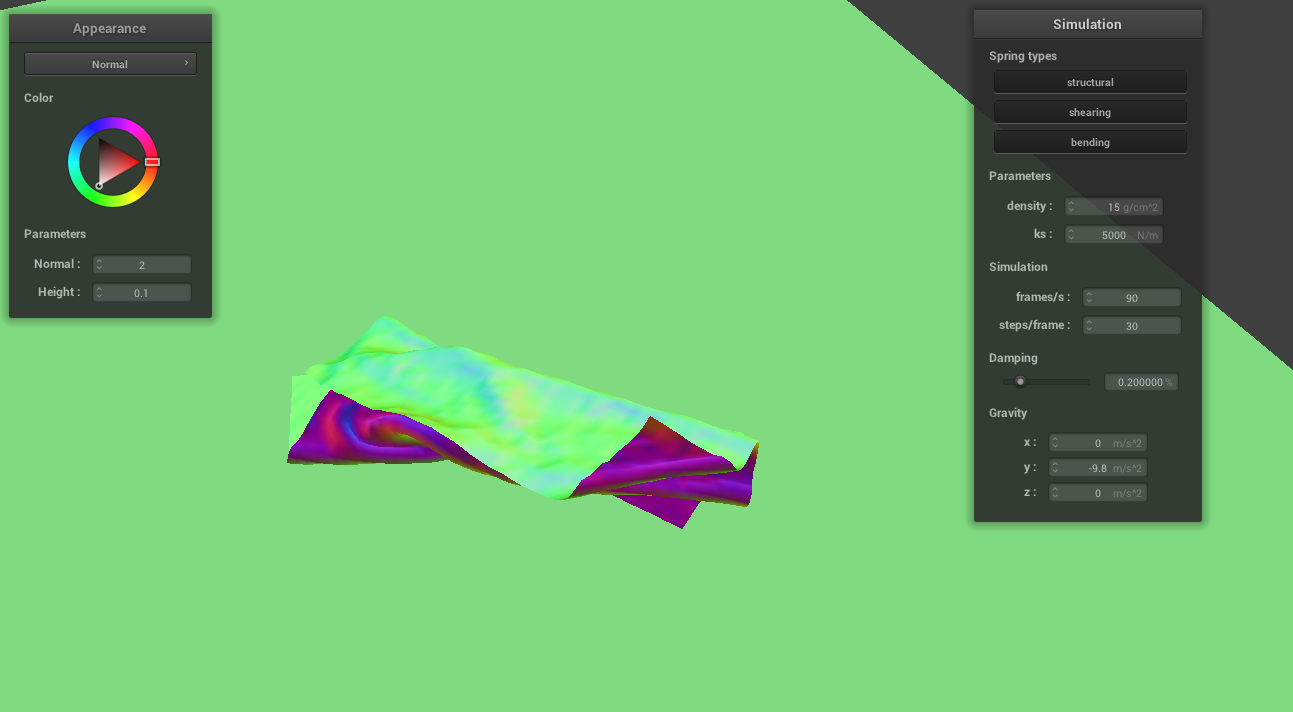 Appearance
Normal
Color
Parameters
Normal : 2
Height : 0.1
Simulation
Spring types
structural
shearing
bending
Parameters
density : 15 g/cm^2
ks : 5000 N/m
Simulation
frames/s : 90
steps/frame : 30
Damping
0.200000 %
Gravity
x : 0 m/s^2
y : -9.8 m/s^2
z : 0 m/s^2